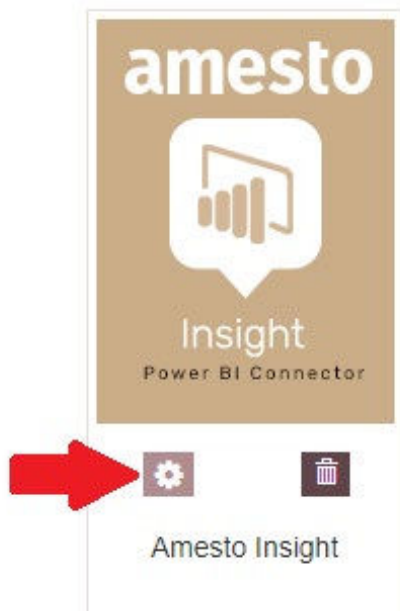 amesto
Insight
Power BI Connector
Amesto Insight